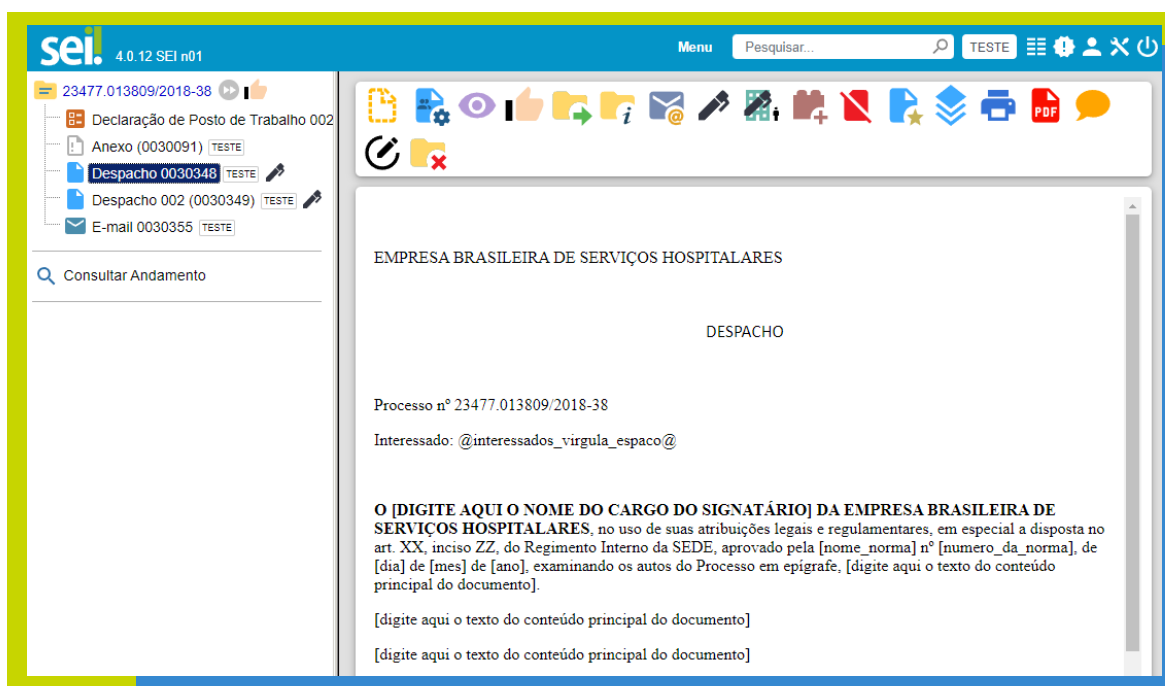 sei! 4.0.12 SEI n01
Menu
Pesquisar...
TESTE
23477.013809/2018-38
Declaração de Posto de Trabalho 002
Anexo (0030091) TESTE
Despacho 0030348 TESTE
Despacho 002 (0030349) TESTE
E-mail 0030355 TESTE
Consultar Andamento
PDF
EMPRESA BRASILEIRA DE SERVIÇOS HOSPITALARES
DESPACHO
Processo nº 23477.013809/2018-38
Interessado: @interessados_virgula_espaco@
O [DIGITE AQUI O NOME DO CARGO DO SIGNATÁRIO] DA EMPRESA BRASILEIRA DE
SERVIÇOS HOSPITALARES, no uso de suas atribuições legais e regulamentares, em especial a disposta no
art. XX, inciso ZZ, do Regimento Interno da SEDE, aprovado pela [nome_norma] nº [numero_da_norma], de
[dia] de [mes] de [ano], examinando os autos do Processo em epígrafe, [digite aqui o texto do conteúdo
principal do documento].
[digite aqui o texto do conteúdo principal do documento]
[digite aqui o texto do conteúdo principal do documento]